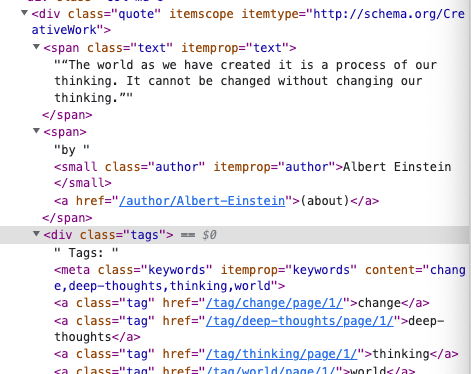 <div class="quote" itemscope itemtype="http://schema.org/Cre
ativeWork">
<span class="text" itemprop="text">
"“The world as we have created it is a process of our
thinking. It cannot be changed without changing our
thinking.”"
</span>
<span>
"by "
<small class="author" itemprop="author">Albert Einstein
</small>
<a href="/author/Albert-Einstein">(about)</a>
</span>
<div class="tags"> == $0
" Tags: "
<meta class="keywords" itemprop="keywords" content="chang
e,deep-thoughts,thinking,world">
<a class="tag" href="/tag/change/page/1/">change</a>
<a class="tag" href="/tag/deep-thoughts/page/1/">deep-
thoughts</a>
<a class="tag" href="/tag/thinking/page/1/">thinking</a>
<a class="tag" href="/tag/world/page/1/">world</a>